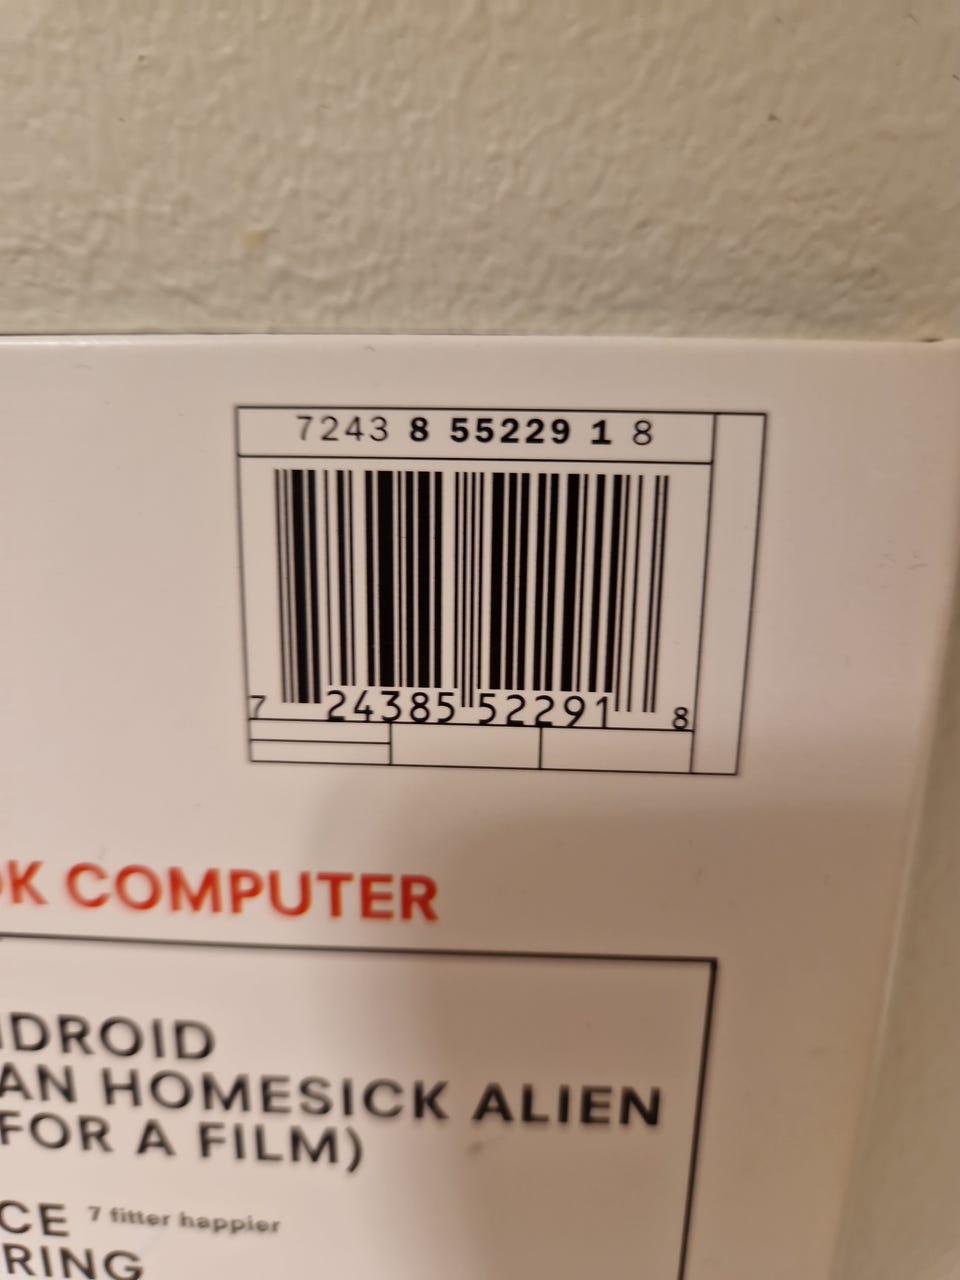 7243 8 55229 1 8
7 24385 52291 8
OK COMPUTER
DROID
AN HOMESICK ALIEN
FOR A FILM)
CE 7 fitter happier
RING